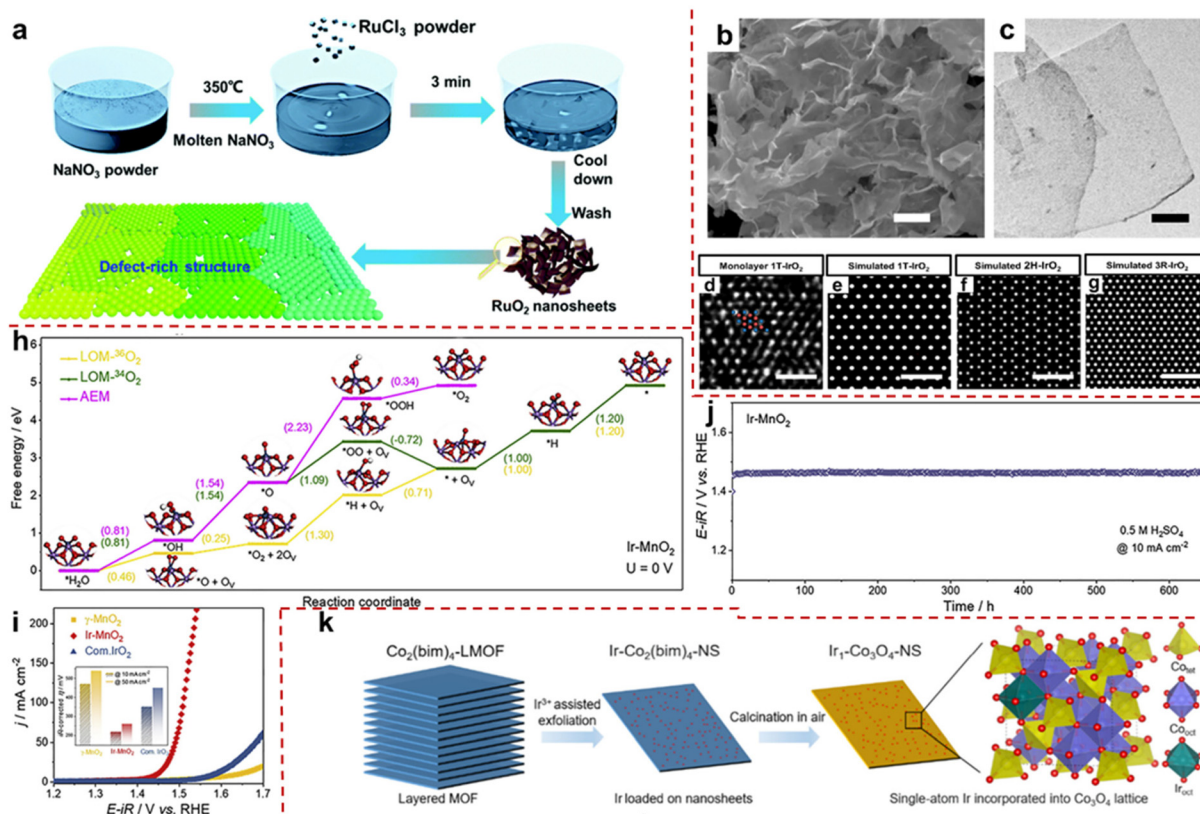 a
RuCl3 powder
350℃
3 min
Molten NaNO3
NaNO3 powder
Cool
down
Wash
Defect-rich structure
RuO2 nanosheets
b
c
Monolayer 1T-IrO2
Simulated 1T-IrO2
Simulated 2H-IrO2
Simulated 3R-IrO2
d
e
f
g
h
LOM-36O2
LOM-34O2
AEM
Free energy / eV
6
5
4
3
2
1
0
(0.34)
*O2
*OOH
*
(2.23)
(1.20)
(1.20)
(-0.72)
*H
*OO + OV
(1.54)
(1.54)
*O
(1.09)
* + OV
(1.00)
(1.00)
*H + OV
(0.71)
(0.81)
(0.81)
*OH
(0.25)
*O2 + 2OV
(1.30)
*H2O
(0.46)
*O + OV
Ir-MnO2
U = 0 V
Reaction coordinate
j
Ir-MnO2
E-iR / V vs. RHE
1.6
1.4
1.2
0.5 M H2SO4
@ 10 mA cm-2
0 100 200 300 400 500 600
Time / h
i
γ-MnO2
Ir-MnO2
Com.IrO2
j / mA cm-2
200
150
100
50
0
@ 10 mA cm-2
@ 50 mA cm-2
500
400
300
200
γ-MnO2
Ir-MnO2
Com. IrO2
1.2 1.3 1.4 1.5 1.6 1.7
E-iR / V vs. RHE
k
Co2(bim)4-LMOF
Ir-Co2(bim)4-NS
Ir1-Co3O4-NS
Ir3+ assisted
exfoliation
Calcination in air
Cotet
Cooct
Iroct
Layered MOF
Ir loaded on nanosheets
Single-atom Ir incorporated into Co3O4 lattice